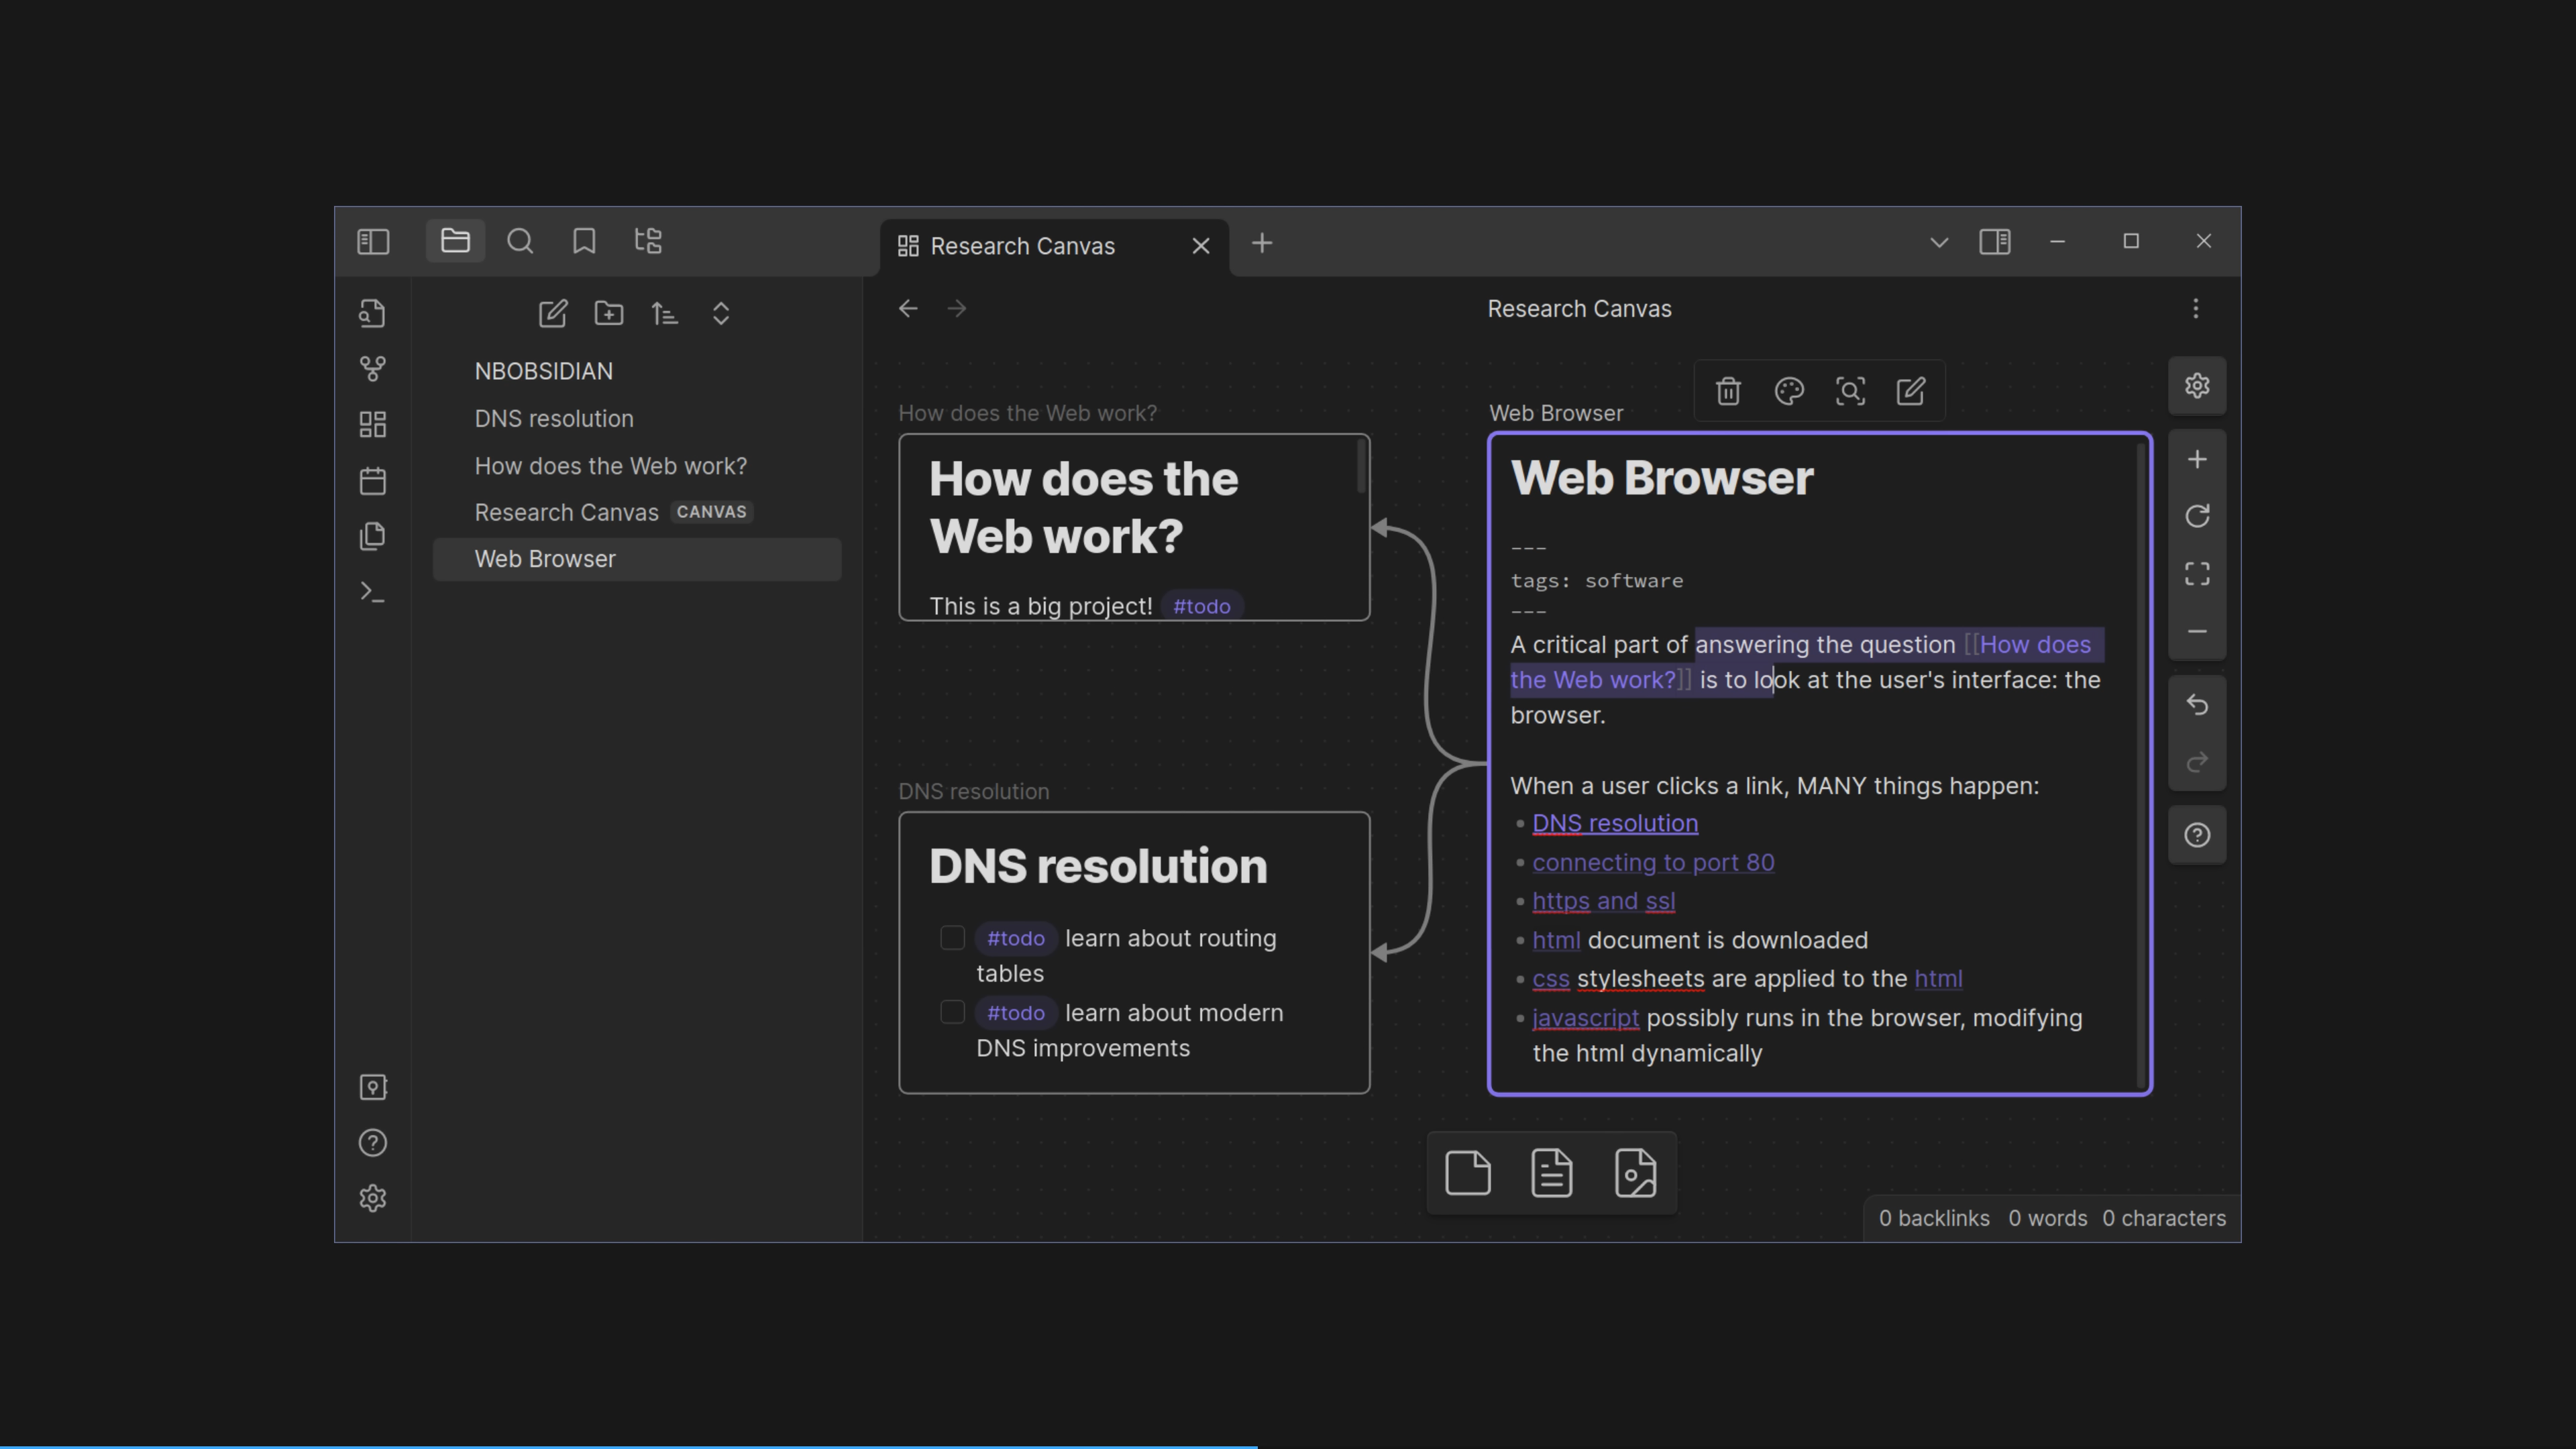 Research Canvas
NBOBSIDIAN
DNS resolution
How does the Web work?
Research Canvas CANVAS
Web Browser
Research Canvas
How does the Web work?
How does the
Web work?
This is a big project! #todo
DNS resolution
DNS resolution
#todo learn about routing
tables
#todo learn about modern
DNS improvements
Web Browser
Web Browser
---
tags: software
---
A critical part of answering the question [[How does
the Web work?]] is to look at the user's interface: the
browser.
When a user clicks a link, MANY things happen:
DNS resolution
connecting to port 80
https and ssl
html document is downloaded
css stylesheets are applied to the html
javascript possibly runs in the browser, modifying
the html dynamically
0 backlinks 0 words 0 characters